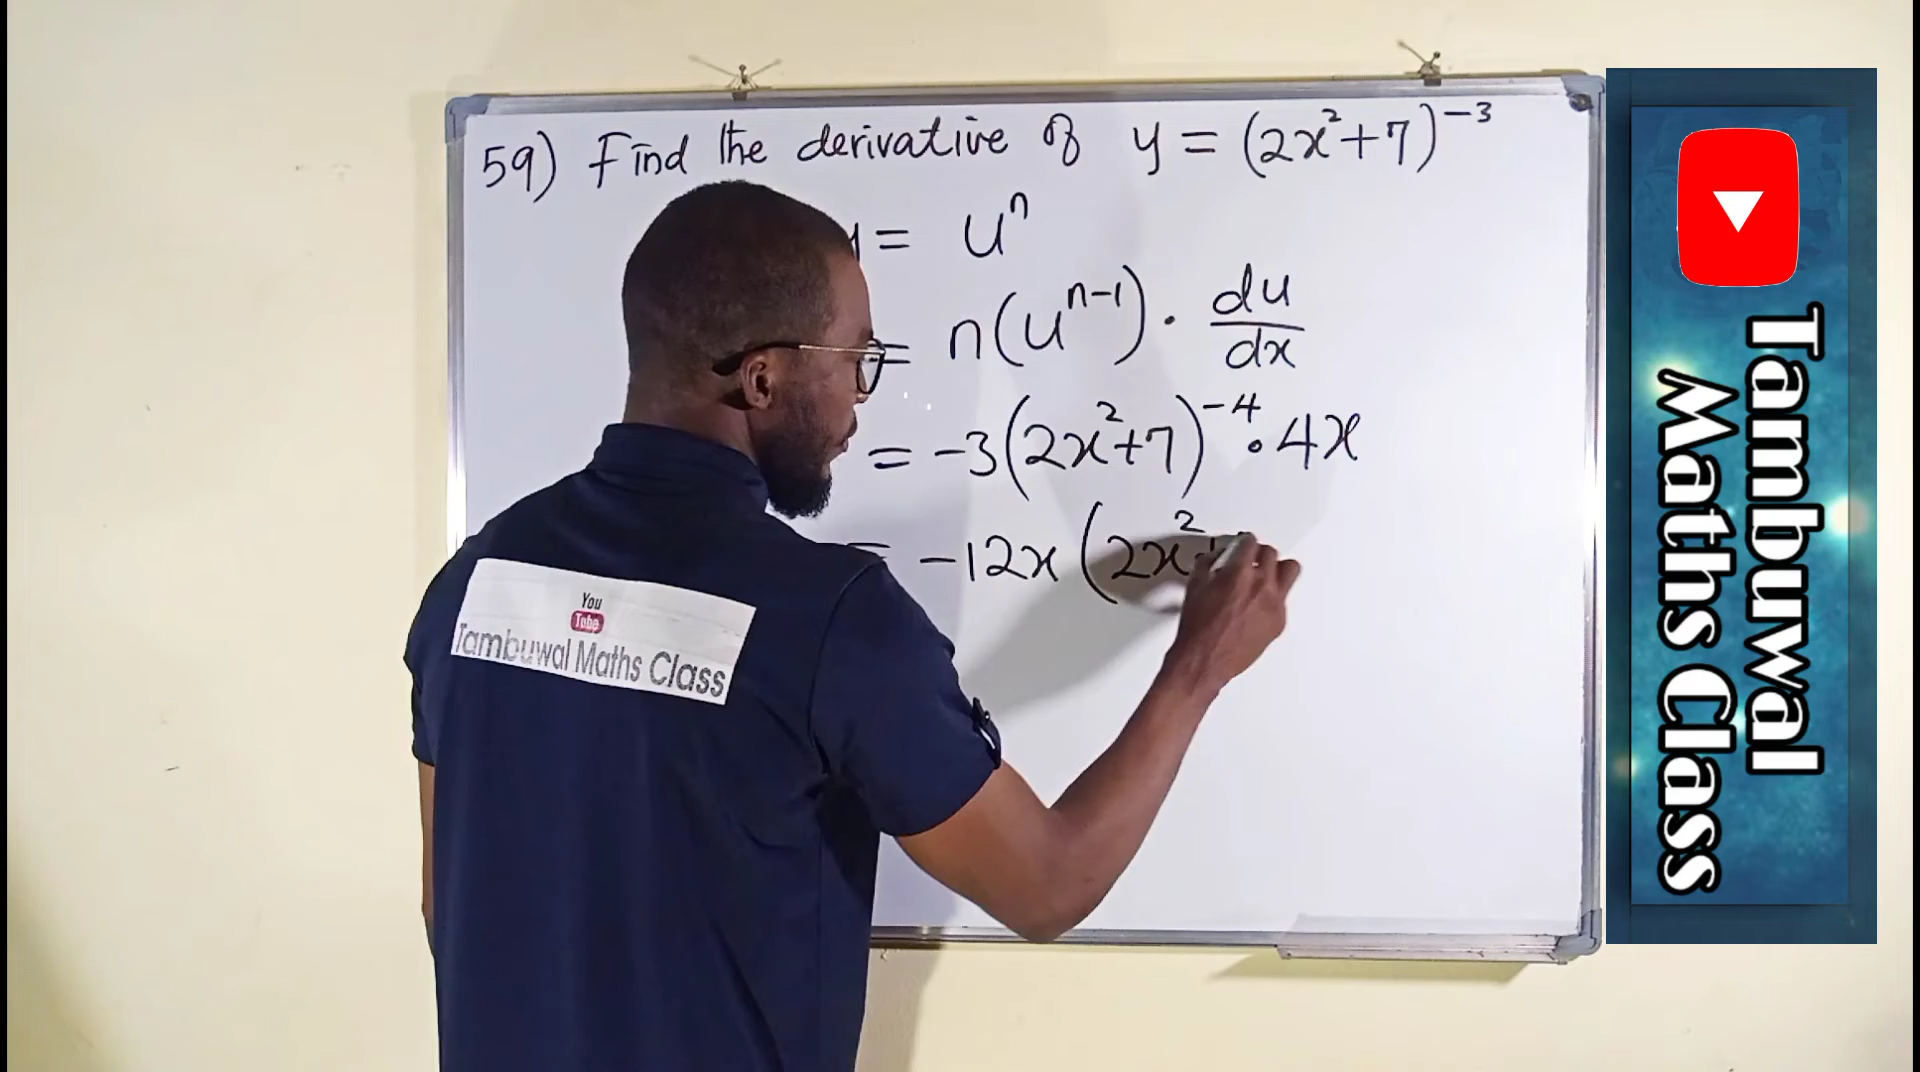 59) Find the derivative of y = (2x²+7)⁻³
= uⁿ
= n(uⁿ⁻¹) · du/dx
= -3(2x²+7)⁻⁴ · 4x
= -12x (2x²+
You
Tube
Tambuwal Maths Class
Tambuwal
Maths Class